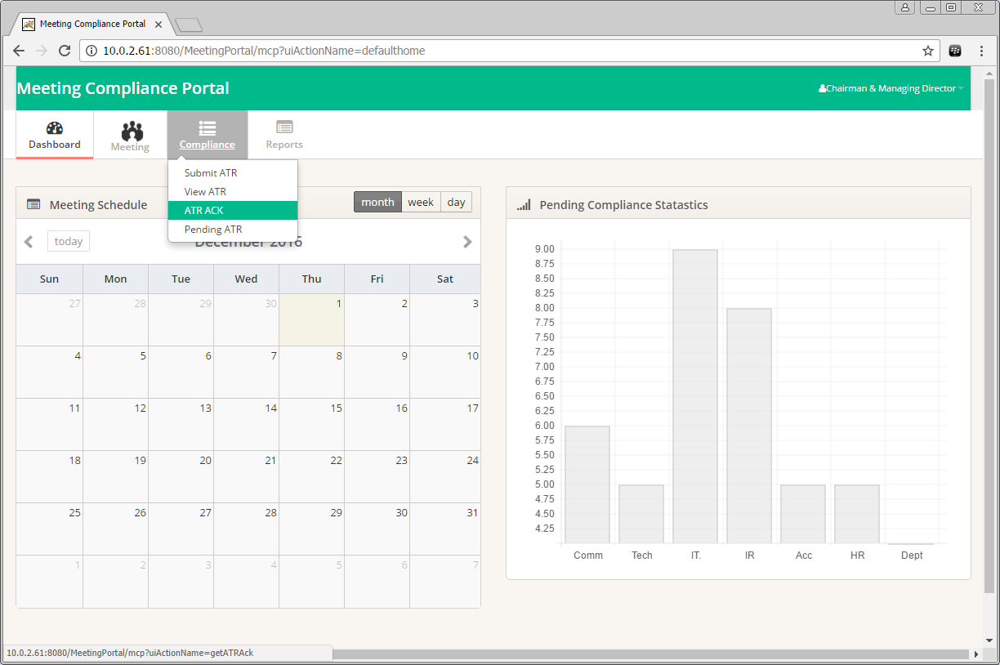 Meeting Compliance Portal
10.0.2.61:8080/MeetingPortal/mcp?uiActionName=defaulthome
Meeting Compliance Portal
Chairman & Managing Director
Dashboard
Meeting
Compliance
Reports
Submit ATR
View ATR
ATR ACK
Pending ATR
Meeting Schedule
month week day
today
December 2016
Sun Mon Tue Wed Thu Fri Sat
27 28 29 30 1 2 3
4 5 6 7 8 9 10
11 12 13 14 15 16 17
18 19 20 21 22 23 24
25 26 27 28 29 30 31
1 2 3 4 5 6 7
Pending Compliance Statastics
9.00
8.75
8.50
8.25
8.00
7.75
7.50
7.25
7.00
6.75
6.50
6.25
6.00
5.75
5.50
5.25
5.00
4.75
4.50
4.25
Comm Tech IT. IR Acc HR Dept
10.0.2.61:8080/MeetingPortal/mcp?uiActionName=getATRAck